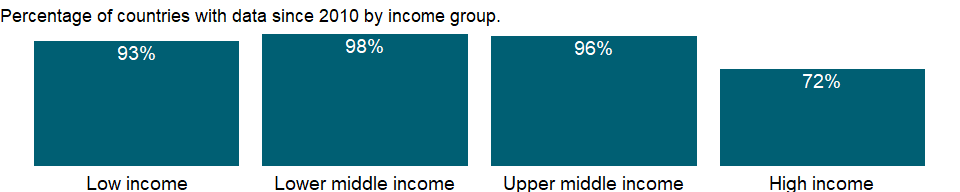 Percentage of countries with data since 2010 by income group.
93% 98% 96% 72%
Low income Lower middle income Upper middle income High income